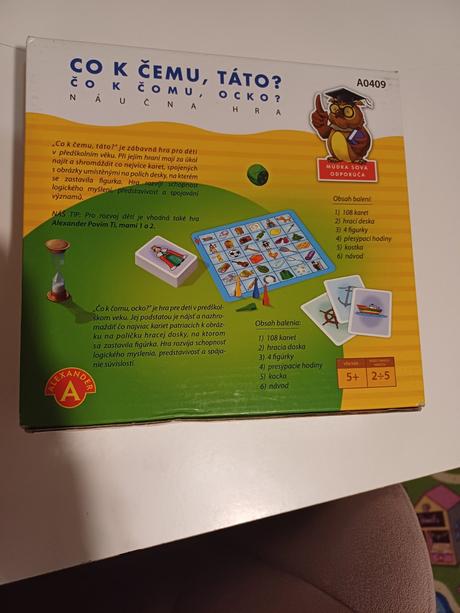 CO K ČEMU, TÁTO?
ČO K ČOMU, OCKO?
NÁUČNA HRA
A0409
MÚDRA SOVA
ODPORÚČA
„Co k čemu, táto?" je zábavná hra pro děti
v předškolním věku. Při jejím hraní mají za úkol
najít a shromáždit co nejvíce karet, spojených
s obrázky umístěnými na polích desky, na kterém
se zastavila figurka. Hra rozvíjí schopnost
logického myšlení, představivost a spojování
významů.
NÁŠ TIP: Pro rozvoj dětí je vhodná také hra
Alexander Povím Ti, mami 1 a 2.
Obsah balení:
1) 108 karet
2) hrací deska
3) 4 figurky
4) přesýpací hodiny
5) kostka
6) návod
„Čo k čomu, ocko?" je hra pre deti v predškol-
skom veku. Jej podstatou je nájsť a nazhro-
maždiť čo najviac kariet patriacich k obráz-
ku na políčku hracej dosky, na ktorom
sa zastavila figúrka. Hra rozvíja schopnosť
logického myslenia, predstavivosti a spája-
nie súvislostí.
Obsah balenia:
1) 108 kariet
2) hracia doska
3) 4 figúrky
4) presýpacie hodiny
5) kocka
6) návod
ALEXANDER
A
5+
2÷5